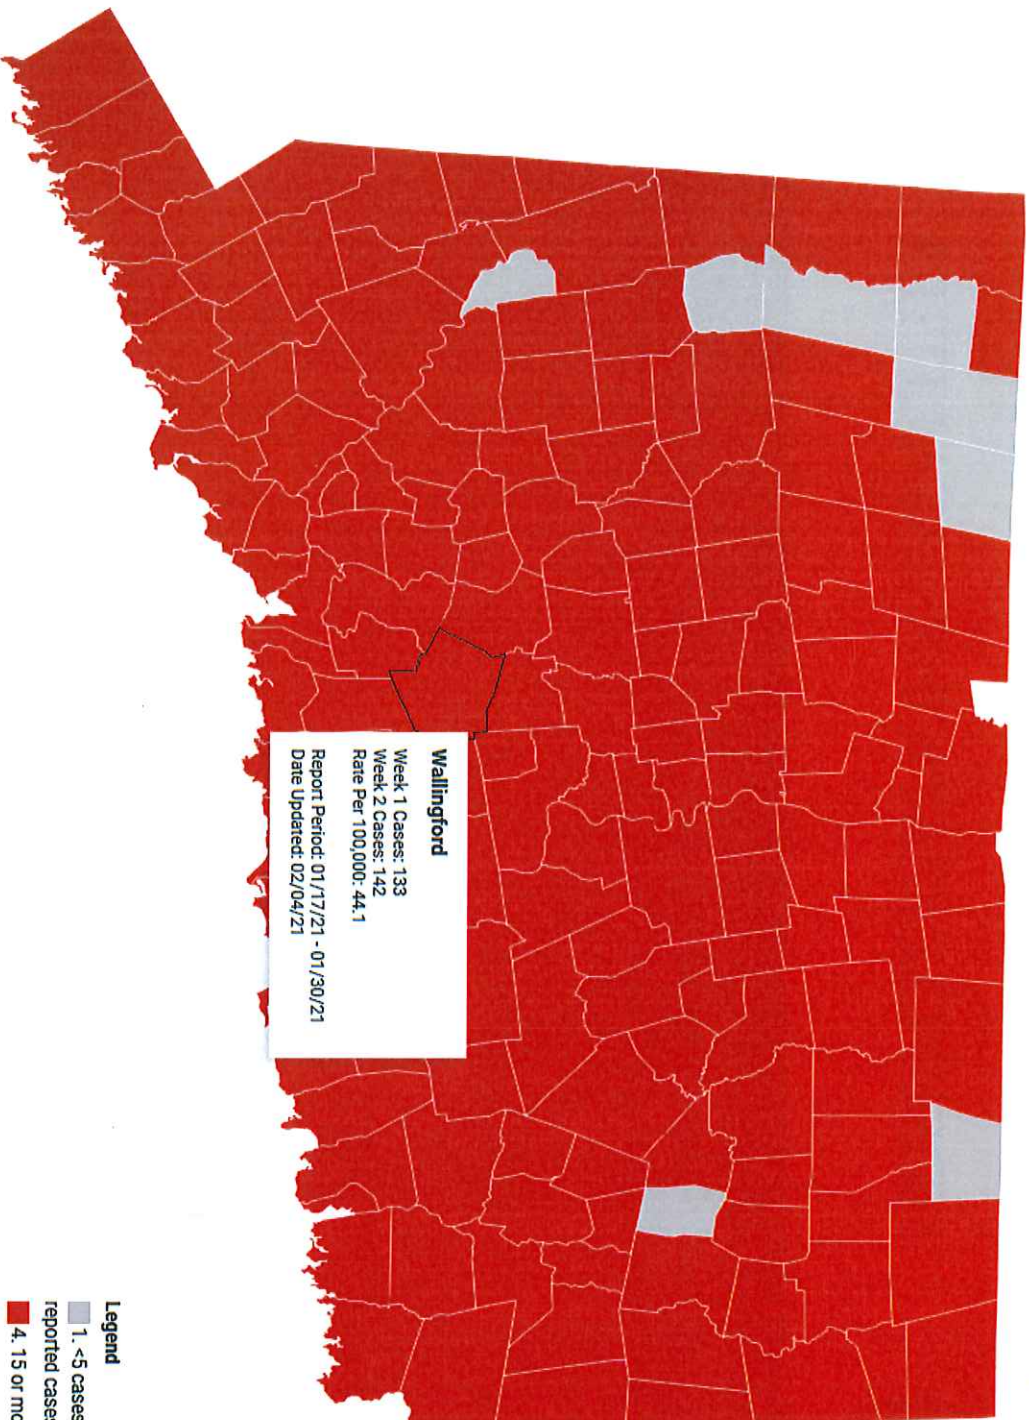 Wallingford
Week 1 Cases: 133
Week 2 Cases: 142
Rate Per 100,000: 44.1
Report Period: 01/17/21 - 01/30/21
Date Updated: 02/04/21
Legend
1. <5 cases
reported cases
4. 15 or mo